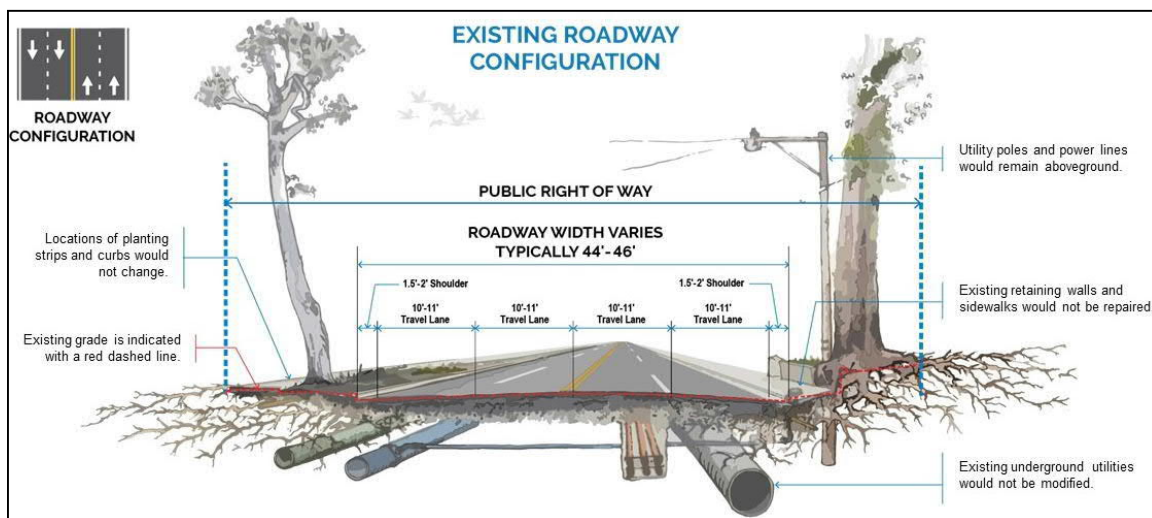 EXISTING ROADWAY
CONFIGURATION
ROADWAY
CONFIGURATION
Utility poles and power lines
would remain aboveground.
PUBLIC RIGHT OF WAY
Locations of planting
strips and curbs would
not change.
ROADWAY WIDTH VARIES
TYPICALLY 44'-46'
1.5'-2' Shoulder
1.5'-2' Shoulder
10'-11'
Travel Lane
10'-11'
Travel Lane
10'-11'
Travel Lane
10'-11'
Travel Lane
Existing retaining walls and
sidewalks would not be repaired
Existing grade is indicated
with a red dashed line.
Existing underground utilities
would not be modified.